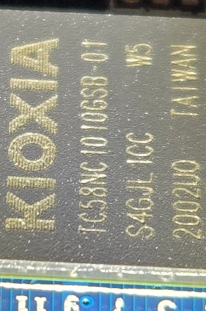 KIOXIA
TC58NC1010GSB-01
S4GJL1CC W5
2002UO TAIWAN